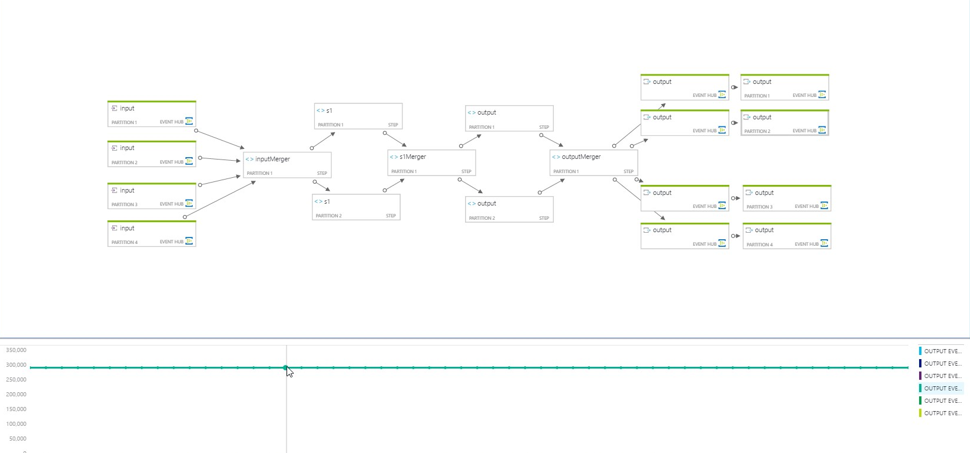 input
PARTITION 1 EVENT HUB
input
PARTITION 2 EVENT HUB
input
PARTITION 3 EVENT HUB
input
PARTITION 4 EVENT HUB
<> inputMerger
PARTITION 1 STEP
<> s1
PARTITION 1 STEP
<> s1
PARTITION 2 STEP
<> s1Merger
PARTITION 1 STEP
<> output
PARTITION 1 STEP
<> output
PARTITION 2 STEP
<> outputMerger
PARTITION 1 STEP
output
EVENT HUB
output
PARTITION 1 EVENT HUB
output
EVENT HUB
output
PARTITION 2 EVENT HUB
output
EVENT HUB
output
PARTITION 3 EVENT HUB
output
EVENT HUB
output
PARTITION 4 EVENT HUB
350,000
300,000
250,000
200,000
150,000
100,000
50,000
0
OUTPUT EVE...
OUTPUT EVE...
OUTPUT EVE...
OUTPUT EVE...
OUTPUT EVE...
OUTPUT EVE...